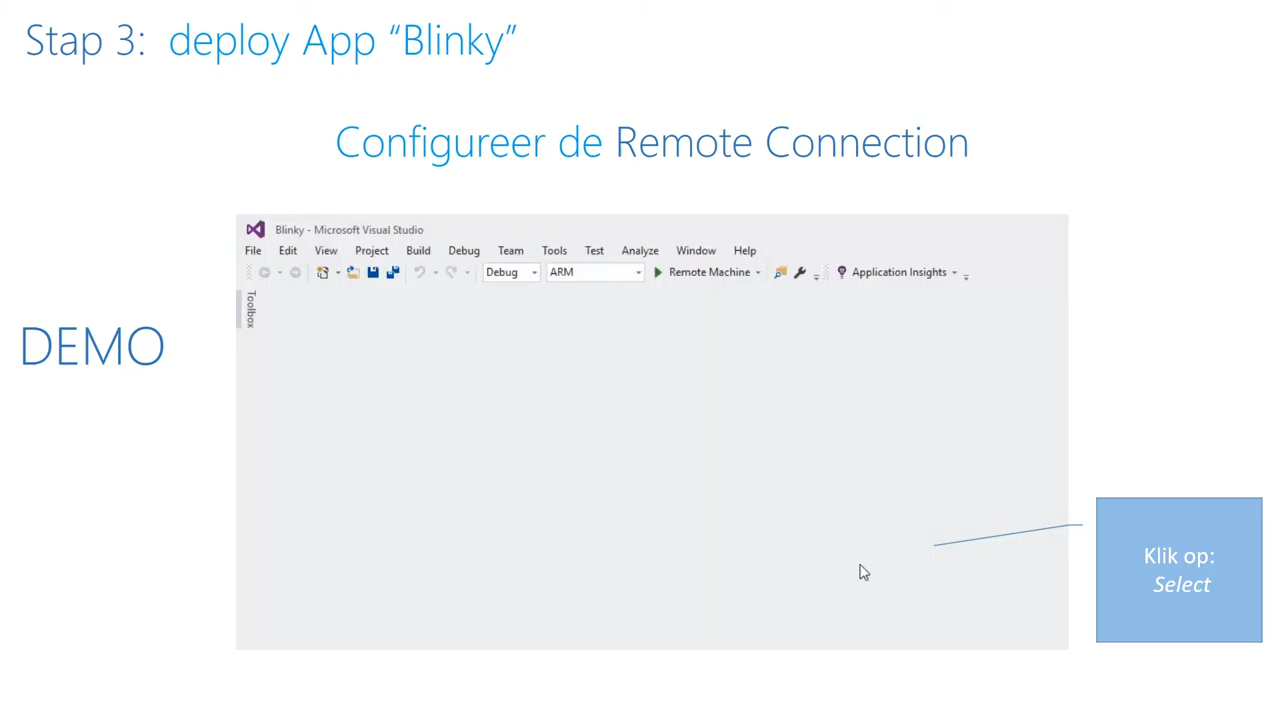 Stap 3: deploy App “Blinky”
Configureer de Remote Connection
Blinky - Microsoft Visual Studio
File Edit View Project Build Debug Team Tools Test Analyze Window Help
Debug ARM Remote Machine Application Insights
Toolbox
DEMO
Klik op:
Select